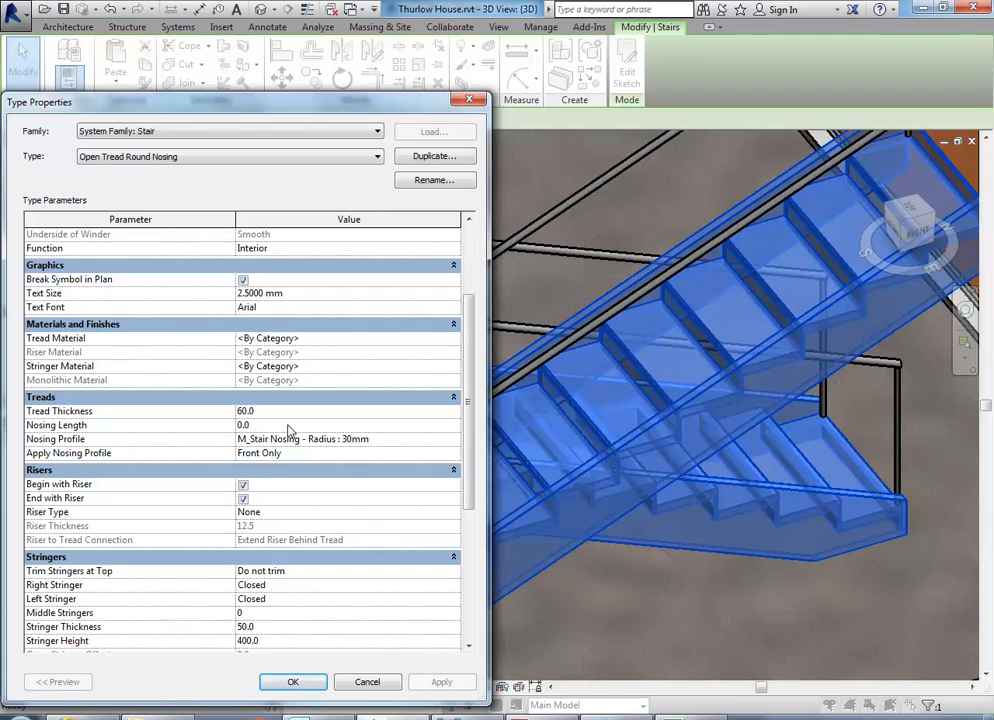 Thurlow House.rvt - 3D View: {3D}
Type a keyword or phrase
Sign In
Architecture Structure Systems Insert Annotate Analyze Massing & Site Collaborate View Manage Add-Ins Modify | Stairs
Modify
Paste
Cope
Cut
Join
Measure
Create
Edit
Sketch
Mode
Type Properties
Family: System Family: Stair Load...
Type: Open Tread Round Nosing Duplicate...
Rename...
Type Parameters
Parameter Value
Underside of Winder Smooth
Function Interior
Graphics
Break Symbol in Plan
Text Size 2.5000 mm
Text Font Arial
Materials and Finishes
Tread Material <By Category>
Riser Material <By Category>
Stringer Material <By Category>
Monolithic Material <By Category>
Treads
Tread Thickness 60.0
Nosing Length 0.0
Nosing Profile M_Stair Nosing - Radius : 30mm
Apply Nosing Profile Front Only
Risers
Begin with Riser
End with Riser
Riser Type None
Riser Thickness 12.5
Riser to Tread Connection Extend Riser Behind Tread
Stringers
Trim Stringers at Top Do not trim
Right Stringer Closed
Left Stringer Closed
Middle Stringers 0
Stringer Thickness 50.0
Stringer Height 400.0
<< Preview OK Cancel Apply
TOP
RIGHT
Main Model
:1